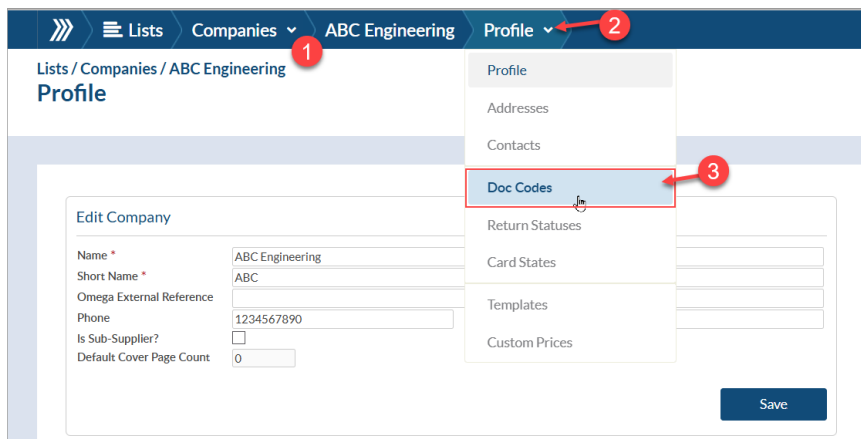 Lists Companies ABC Engineering Profile 2
1
Lists / Companies / ABC Engineering
Profile
Profile
Addresses
Contacts
3
Doc Codes
Return Statuses
Card States
Templates
Custom Prices
Edit Company
Name * ABC Engineering
Short Name * ABC
Omega External Reference
Phone 1234567890
Is Sub-Supplier?
Default Cover Page Count 0
Save